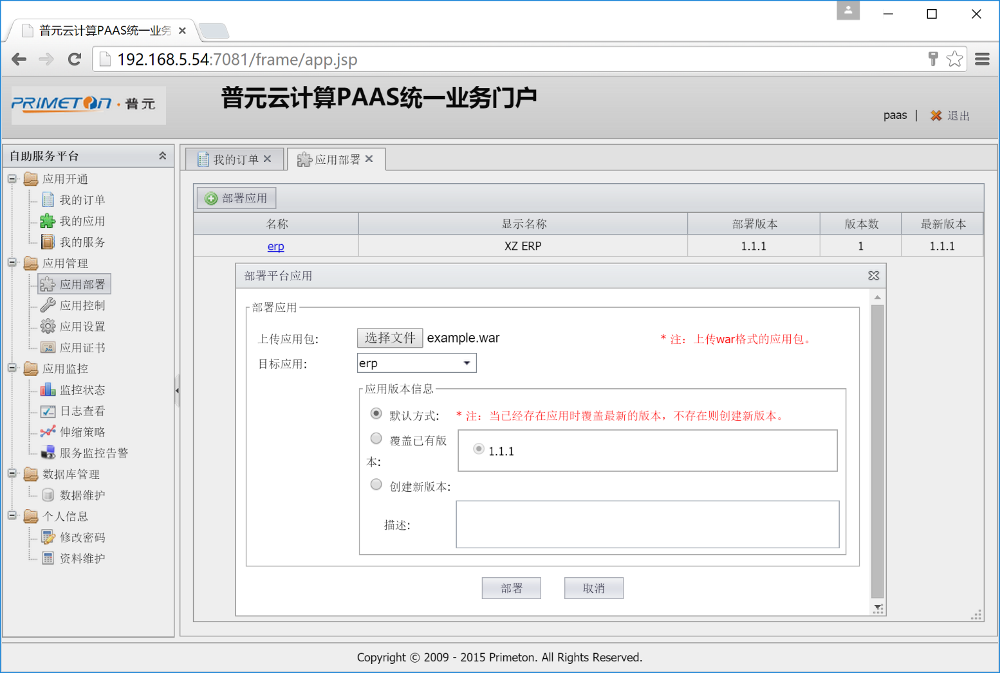 普元云计算PAAS统一业务
192.168.5.54:7081/frame/app.jsp
PRIMETON·普元
普元云计算PAAS统一业务门户
paas | 退出
自助服务平台
应用开通
我的订单
我的应用
我的服务
应用管理
应用部署
应用控制
应用设置
应用证书
应用监控
监控状态
日志查看
伸缩策略
服务监控告警
数据库管理
数据维护
个人信息
修改密码
资料维护
我的订单 应用部署
部署应用
名称 显示名称 部署版本 版本数 最新版本
erp XZ ERP 1.1.1 1 1.1.1
部署平台应用
部署应用
上传应用包: 选择文件 example.war * 注：上传war格式的应用包。
目标应用: erp
应用版本信息
默认方式: * 注：当已经存在应用时覆盖最新的版本，不存在则创建新版本。
覆盖已有版
本:
1.1.1
创建新版本:
描述:
部署 取消
Copyright © 2009 - 2015 Primeton. All Rights Reserved.